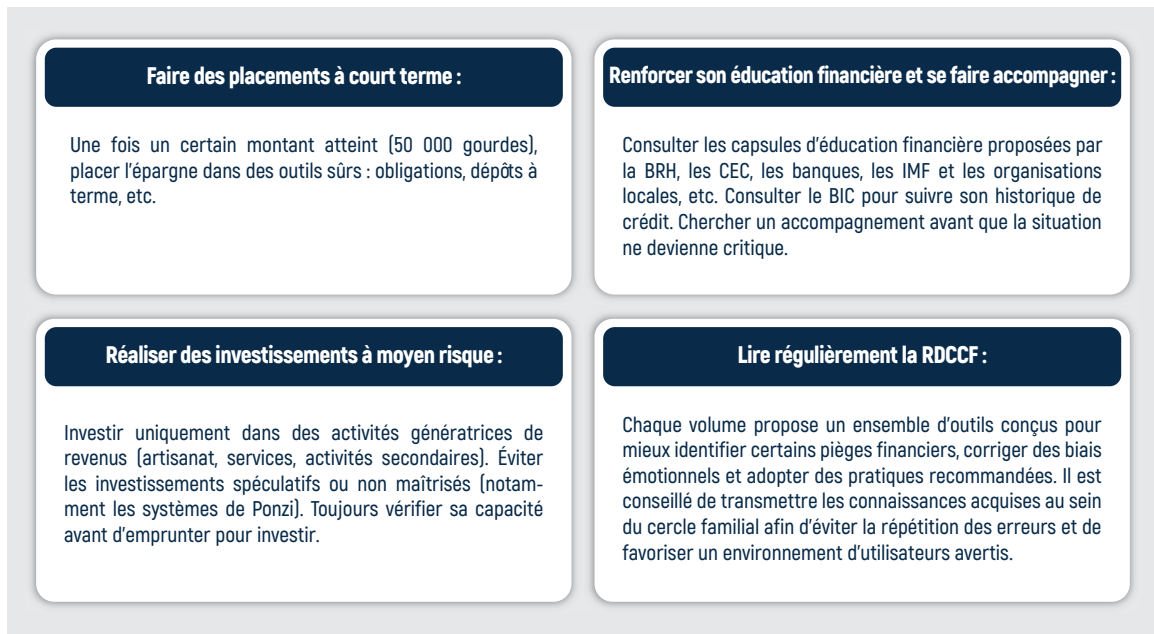 Faire des placements à court terme :
Une fois un certain montant atteint (50 000 gourdes),
placer l'épargne dans des outils sûrs : obligations, dépôts à
terme, etc.
Renforcer son éducation financière et se faire accompagner :
Consulter les capsules d'éducation financière proposées par
la BRH, les CEC, les banques, les IMF et les organisations
locales, etc. Consulter le BIC pour suivre son historique de
crédit. Chercher un accompagnement avant que la situation
ne devienne critique.
Réaliser des investissements à moyen risque :
Investir uniquement dans des activités génératrices de
revenus (artisanat, services, activités secondaires). Éviter
les investissements spéculatifs ou non maîtrisés (notam-
ment les systèmes de Ponzi). Toujours vérifier sa capacité
avant d'emprunter pour investir.
Lire régulièrement la RDCCF :
Chaque volume propose un ensemble d'outils conçus pour
mieux identifier certains pièges financiers, corriger des biais
émotionnels et adopter des pratiques recommandées. Il est
conseillé de transmettre les connaissances acquises au sein
du cercle familial afin d'éviter la répétition des erreurs et de
favoriser un environnement d'utilisateurs avertis.